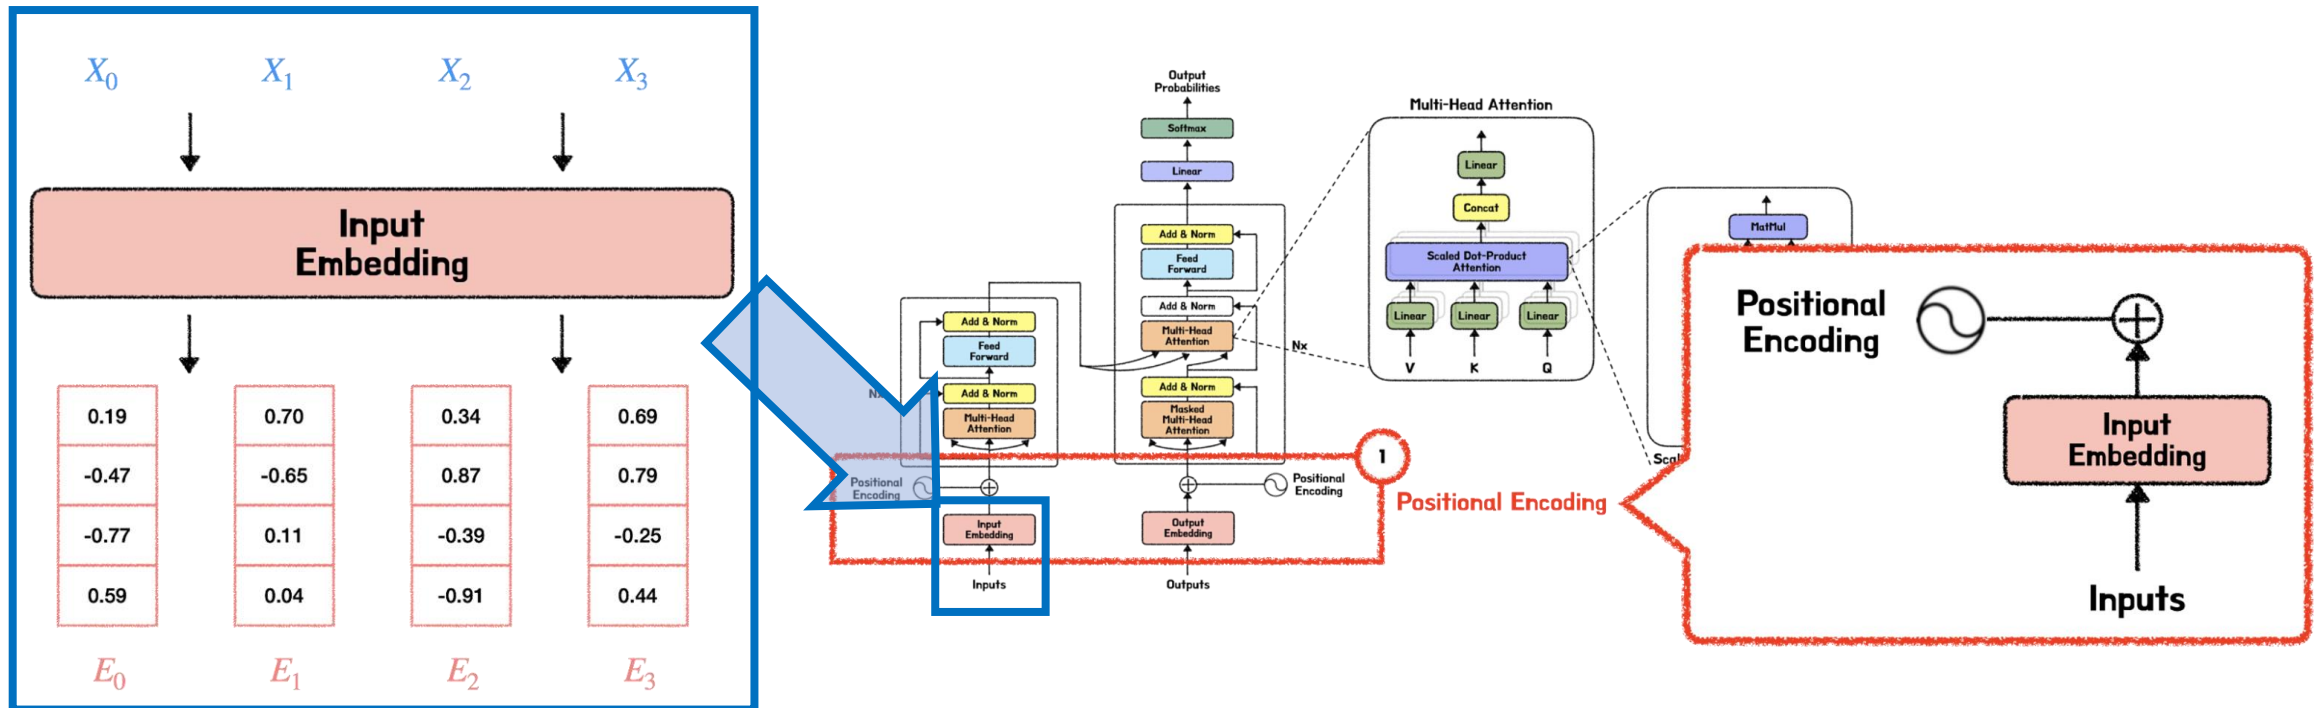 X0 X1 X2 X3
Input
Embedding
0.19 0.70 0.34 0.69
-0.47 -0.65 0.87 0.79
-0.77 0.11 -0.39 -0.25
0.59 0.04 -0.91 0.44
E0 E1 E2 E3
Output
Probabilities
Softmax
Linear
Add & Norm
Feed
Forward
Add & Norm
Multi-Head
Attention
Add & Norm
Masked
Multi-Head
Attention
Nx
Add & Norm
Feed
Forward
Add & Norm
Multi-Head
Attention
Positional
Encoding
Positional
Encoding
Input
Embedding
Output
Embedding
Inputs
Outputs
1
Positional Encoding
Multi-Head Attention
Linear
Concat
Scaled Dot-Product
Attention
Linear Linear Linear
V K Q
MatMul
Positional
Encoding
Input
Embedding
Inputs